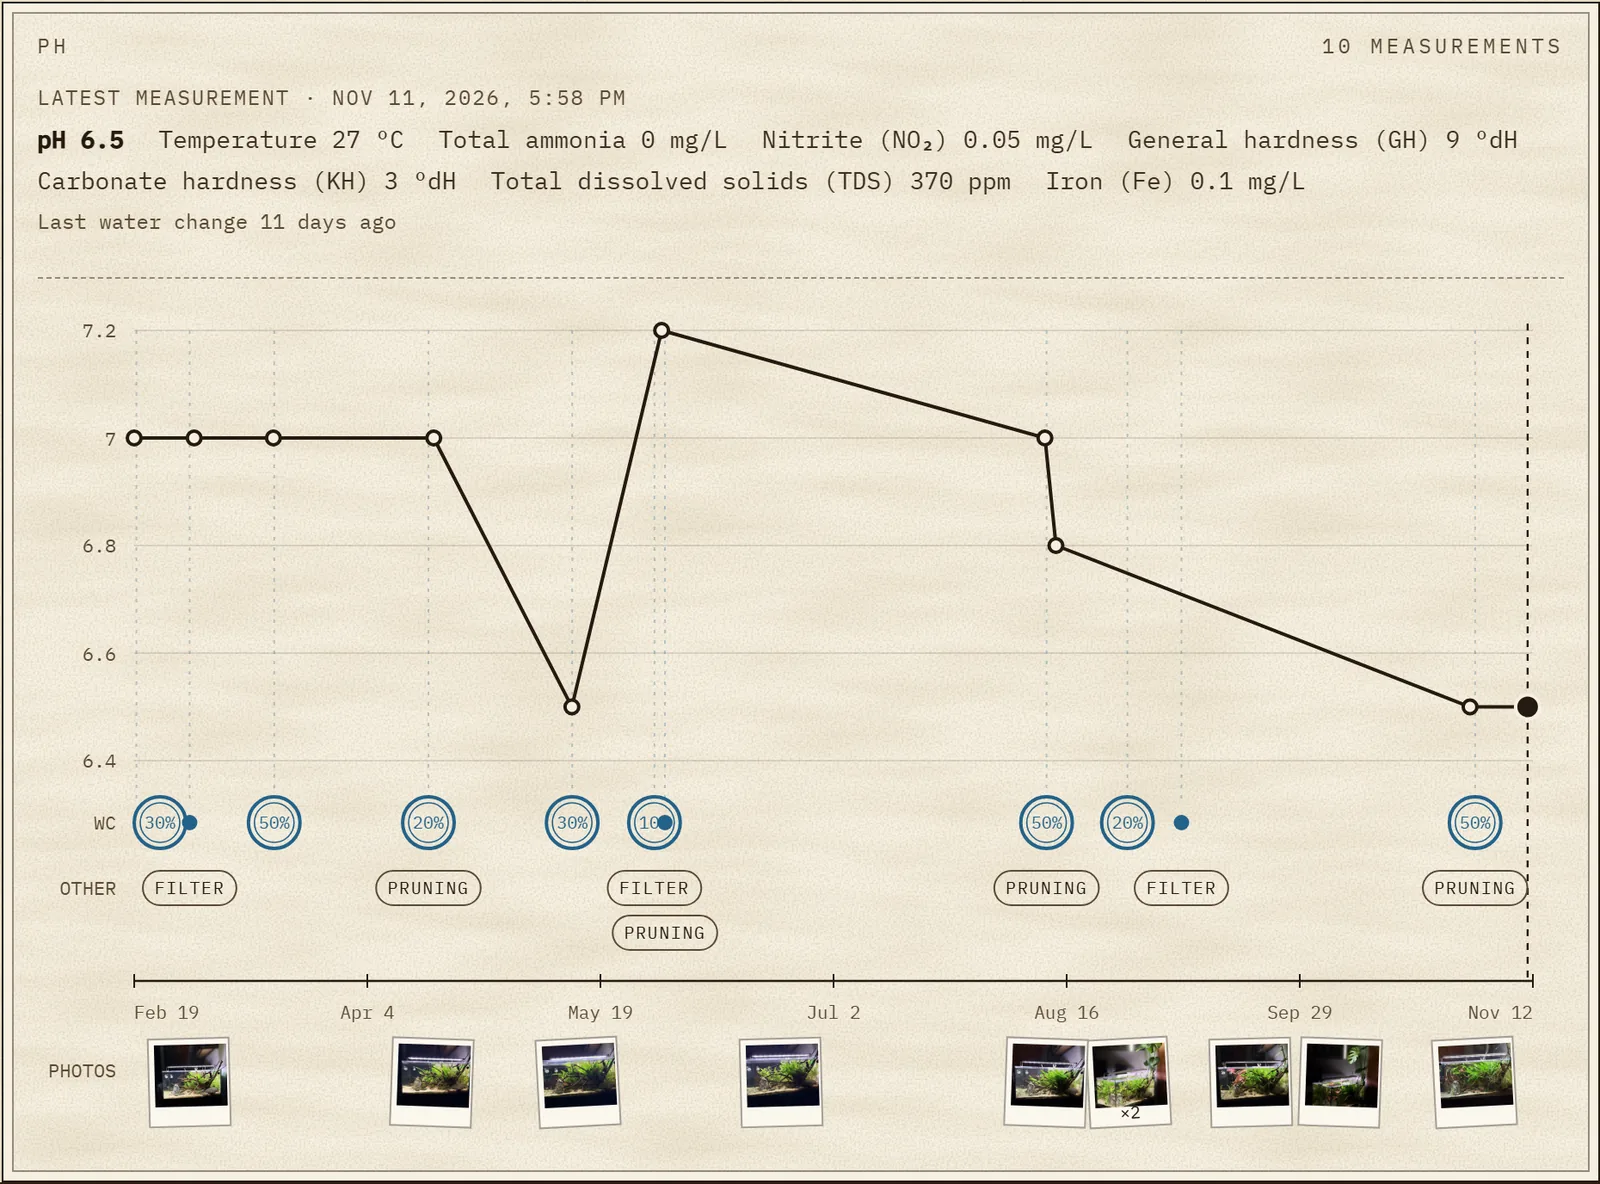 PH
10 MEASUREMENTS
LATEST MEASUREMENT · NOV 11, 2026, 5:58 PM
pH 6.5 Temperature 27 ºC Total ammonia 0 mg/L Nitrite (NO₂) 0.05 mg/L General hardness (GH) 9 ºdH
Carbonate hardness (KH) 3 ºdH Total dissolved solids (TDS) 370 ppm Iron (Fe) 0.1 mg/L
Last water change 11 days ago
7.2
7
6.8
6.6
6.4
WC 30% 50% 20% 30% 10 50% 20% 50%
OTHER FILTER PRUNING FILTER PRUNING FILTER PRUNING
PRUNING
Feb 19 Apr 4 May 19 Jul 2 Aug 16 Sep 29 Nov 12
PHOTOS
×2